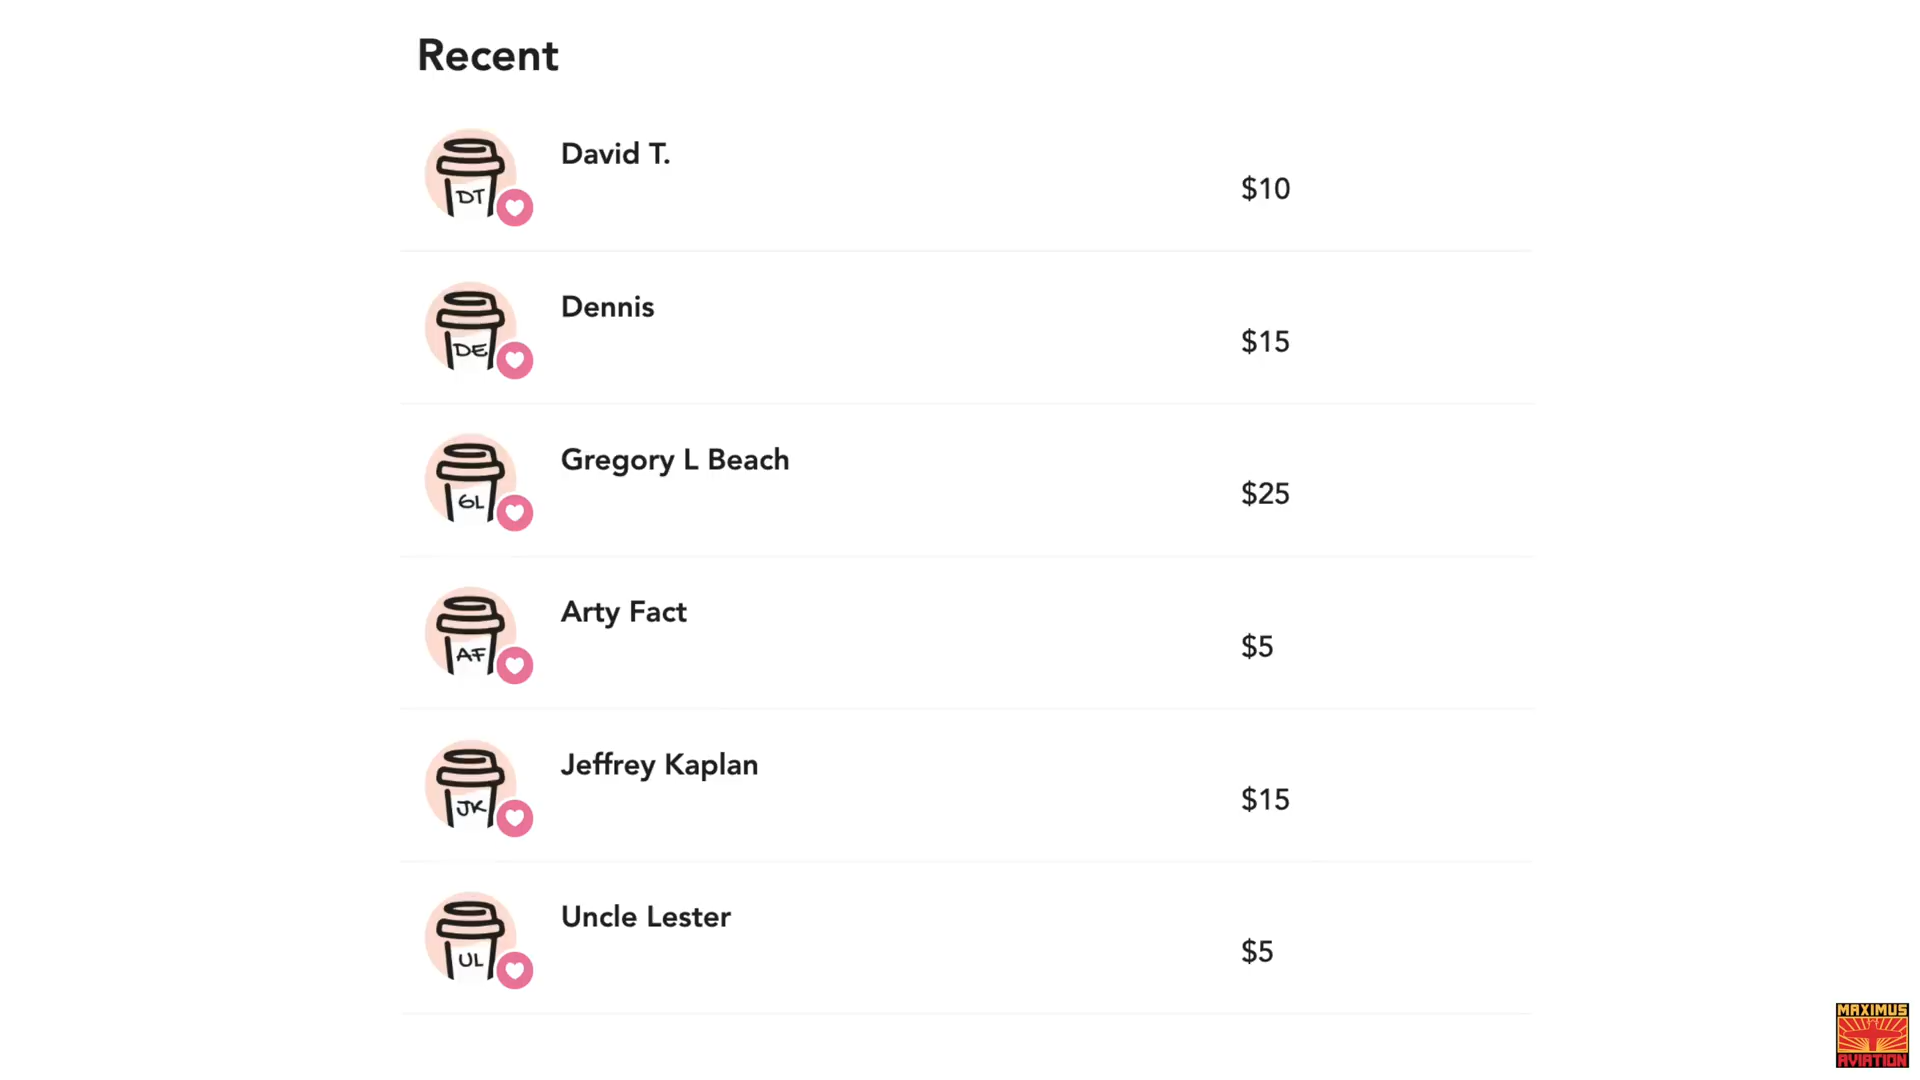 Recent
David T.
$10
DT
Dennis
$15
DE
Gregory L Beach
$25
GL
Arty Fact
$5
AF
Jeffrey Kaplan
$15
JK
Uncle Lester
$5
UL
MAXIMUS
AVIATION